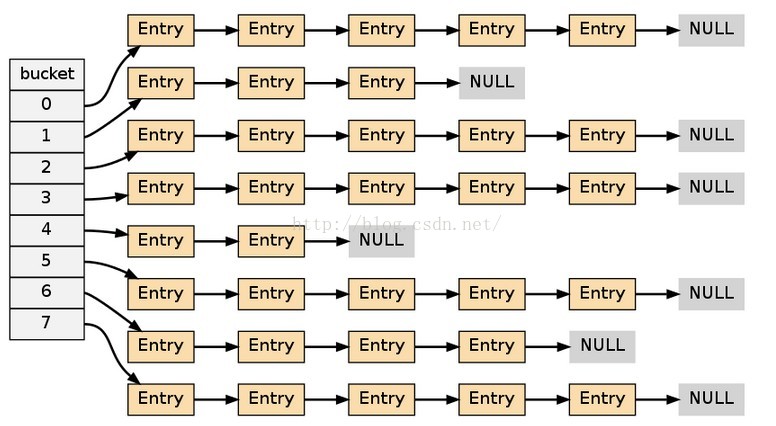 Entry Entry Entry Entry Entry NULL
bucket
Entry Entry Entry NULL
0
1
Entry Entry Entry Entry Entry NULL
2
Entry Entry Entry Entry Entry NULL
3
http://blog.csdn.net/
4
Entry Entry NULL
5
Entry Entry Entry Entry Entry NULL
6
7
Entry Entry Entry Entry NULL
Entry Entry Entry Entry Entry NULL